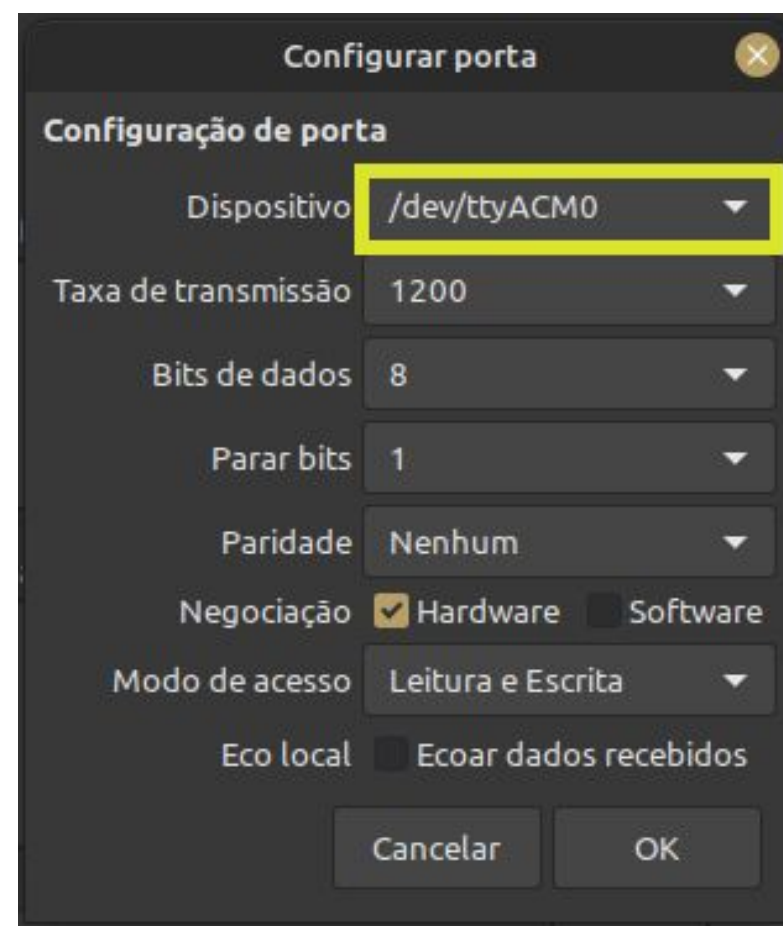 Configurar porta
Configuração de porta
Dispositivo /dev/ttyACM0
Taxa de transmissão 1200
Bits de dados 8
Parar bits 1
Paridade Nenhum
Negociação Hardware Software
Modo de acesso Leitura e Escrita
Eco local Ecoar dados recebidos
Cancelar OK